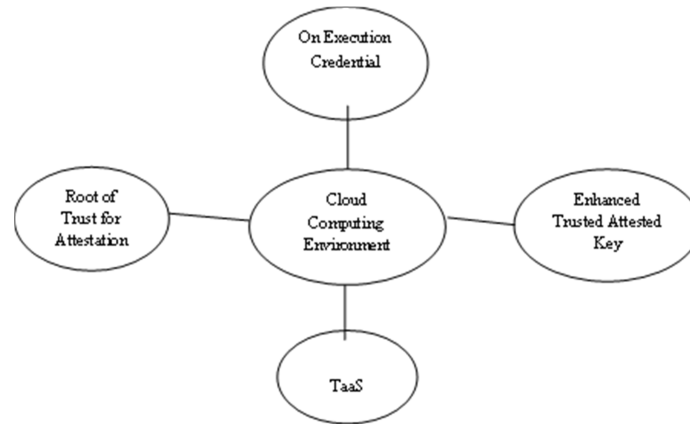 On Execution
Credential
Root of
Trust for
Attestation
Cloud
Computing
Environment
Enhanced
Trusted Attested
Key
TaaS